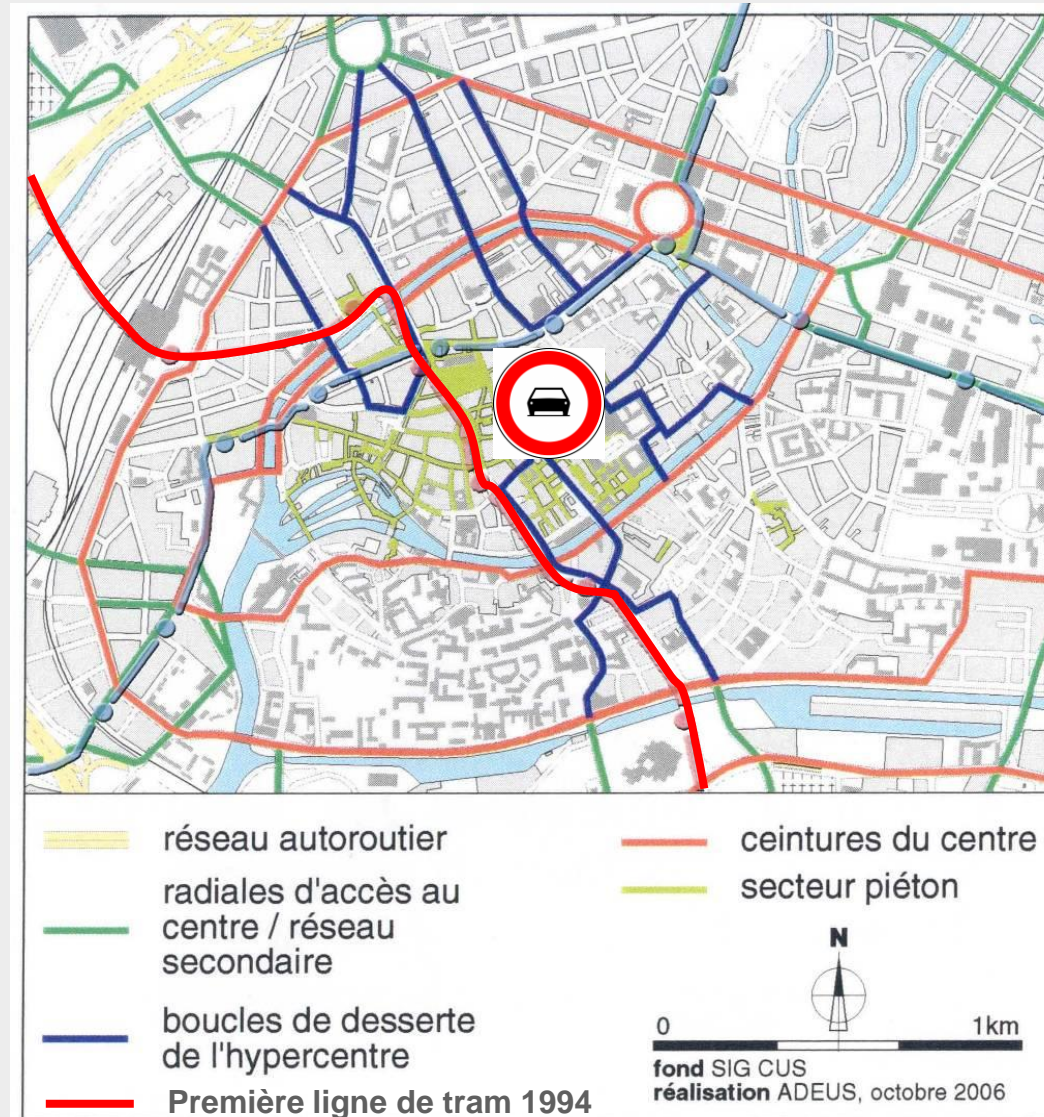 réseau autoroutier
radiales d'accès au
centre / réseau
secondaire
boucles de desserte
de l'hypercentre
Première ligne de tram 1994
ceintures du centre
secteur piéton
N
0 1km
fond SIG CUS
réalisation ADEUS, octobre 2006